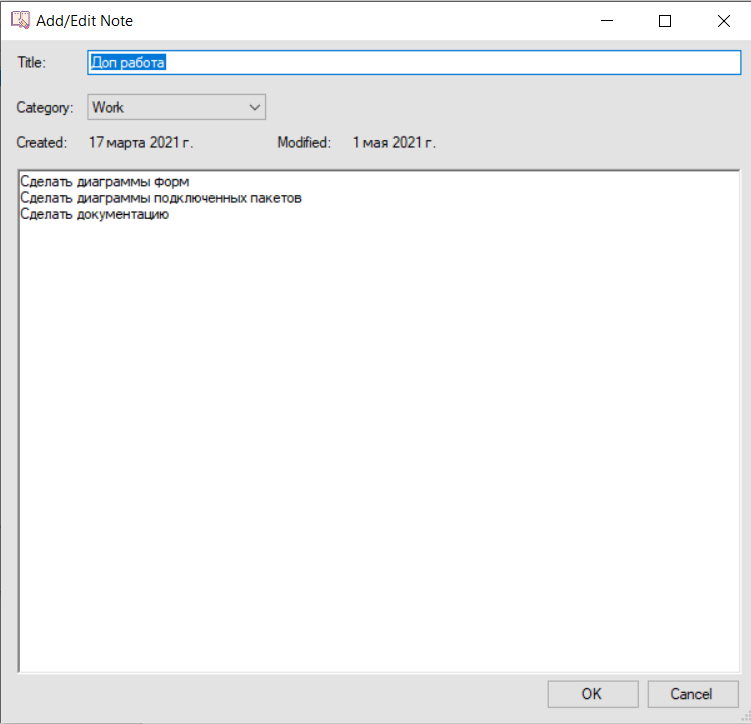 Add/Edit Note
Title: Доп работа
Category: Work
Created: 17 марта 2021 г. Modified: 1 мая 2021 г.
Сделать диаграммы форм
Сделать диаграммы подключенных пакетов
Сделать документацию
OK Cancel